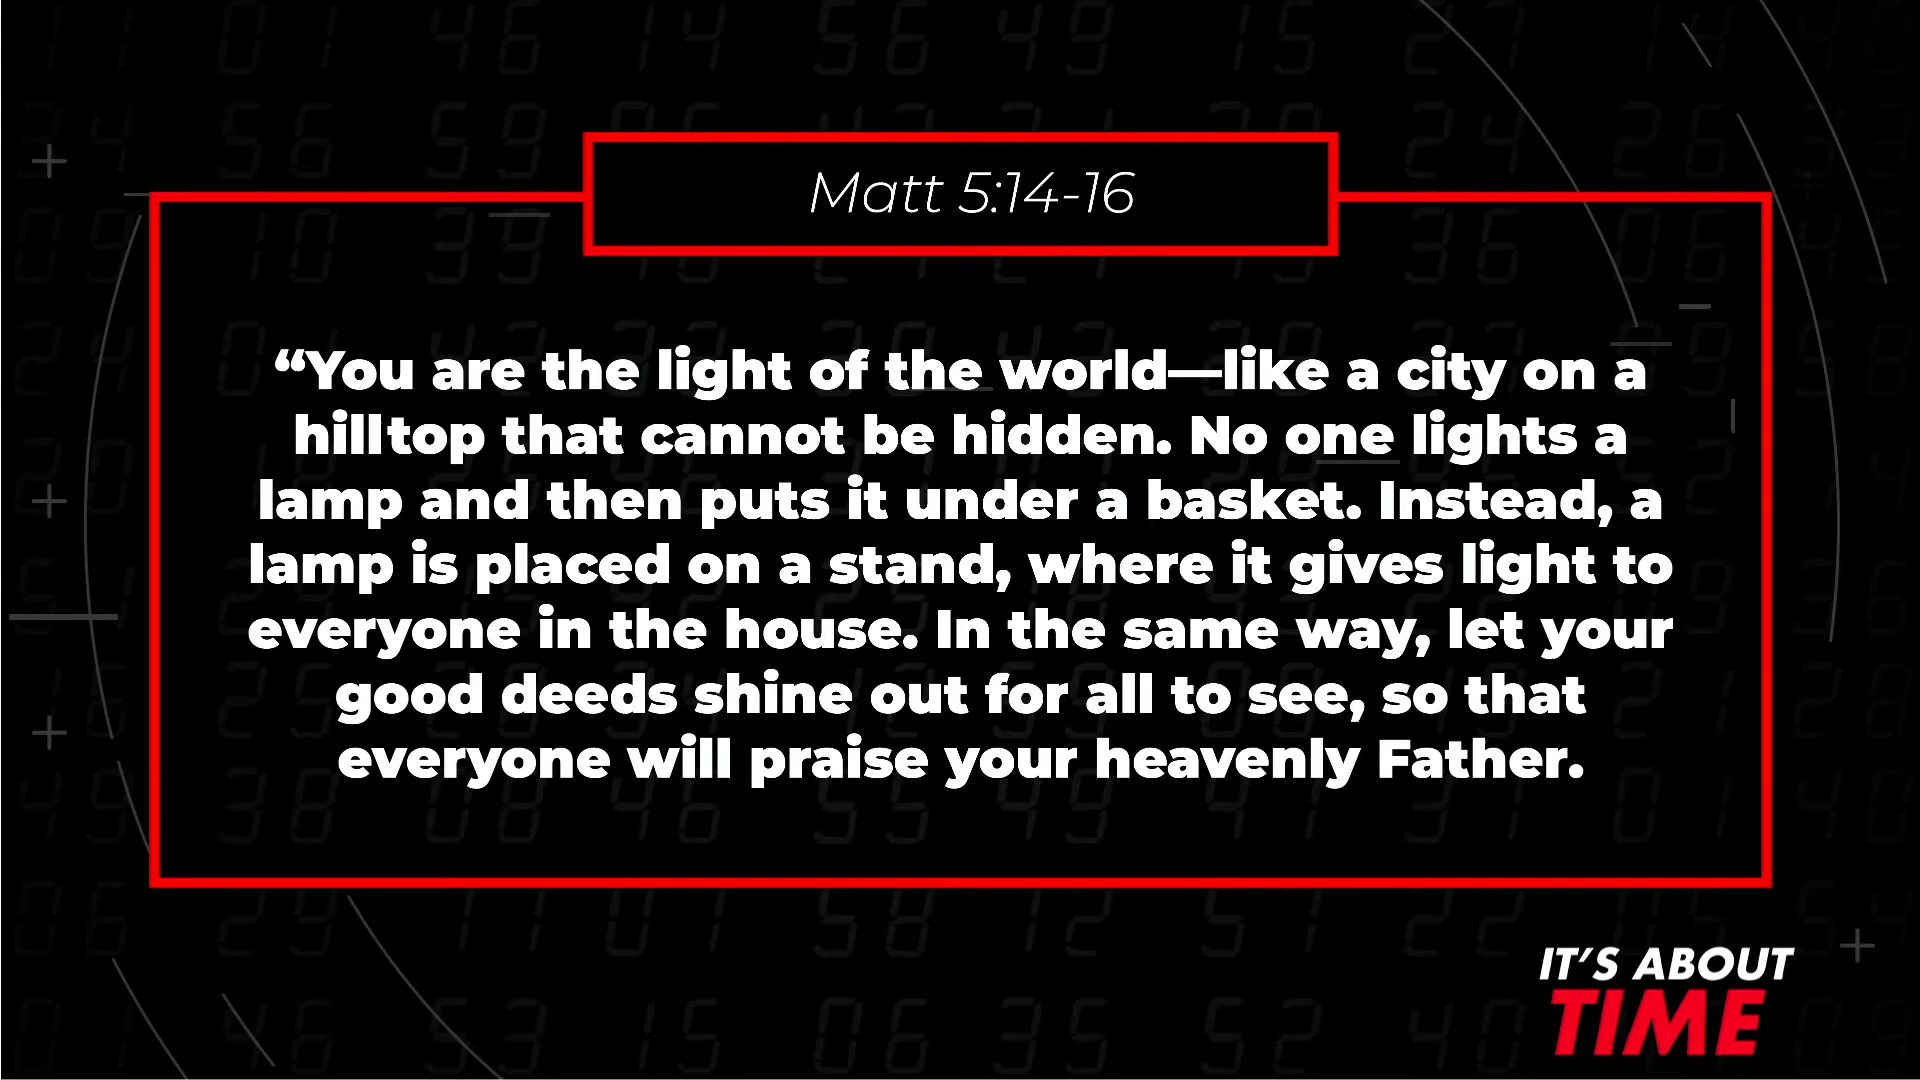 Matt 5:14-16
“You are the light of the world—like a city on a
hilltop that cannot be hidden. No one lights a
lamp and then puts it under a basket. Instead, a
lamp is placed on a stand, where it gives light to
everyone in the house. In the same way, let your
good deeds shine out for all to see, so that
everyone will praise your heavenly Father.
IT’S ABOUT
TIME